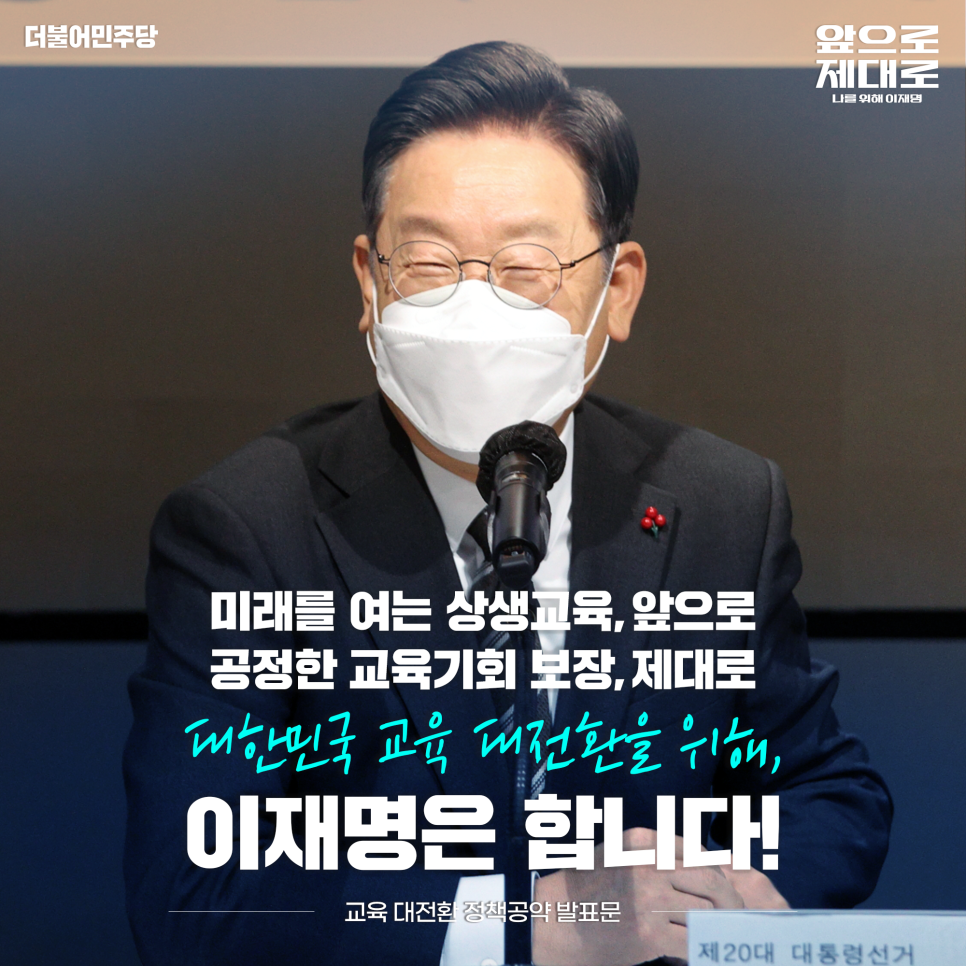 더불어민주당
앞으로
제대로
나를 위해 이재명
미래를 여는 상생교육, 앞으로
공정한 교육기회 보장, 제대로
대한민국 교육 대전환을 위해,
이재명은 합니다!
교육 대전환 정책공약 발표문
제20대 대통령선거